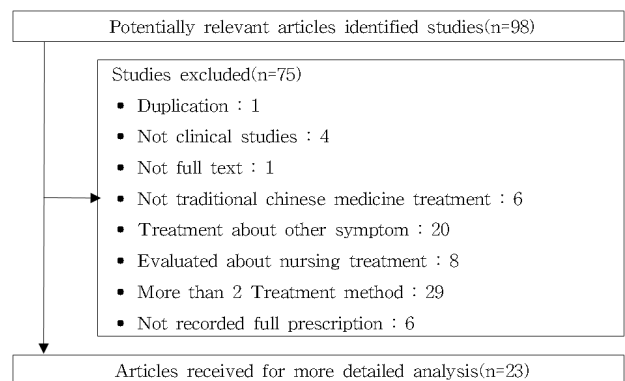 Potentially relevant articles identified studies(n=98)
Studies excluded(n=75)
• Duplication : 1
• Not clinical studies : 4
• Not full text : 1
• Not traditional chinese medicine treatment : 6
• Treatment about other symptom : 20
• Evaluated about nursing treatment : 8
• More than 2 Treatment method : 29
• Not recorded full prescription : 6
Articles received for more detailed analysis(n=23)